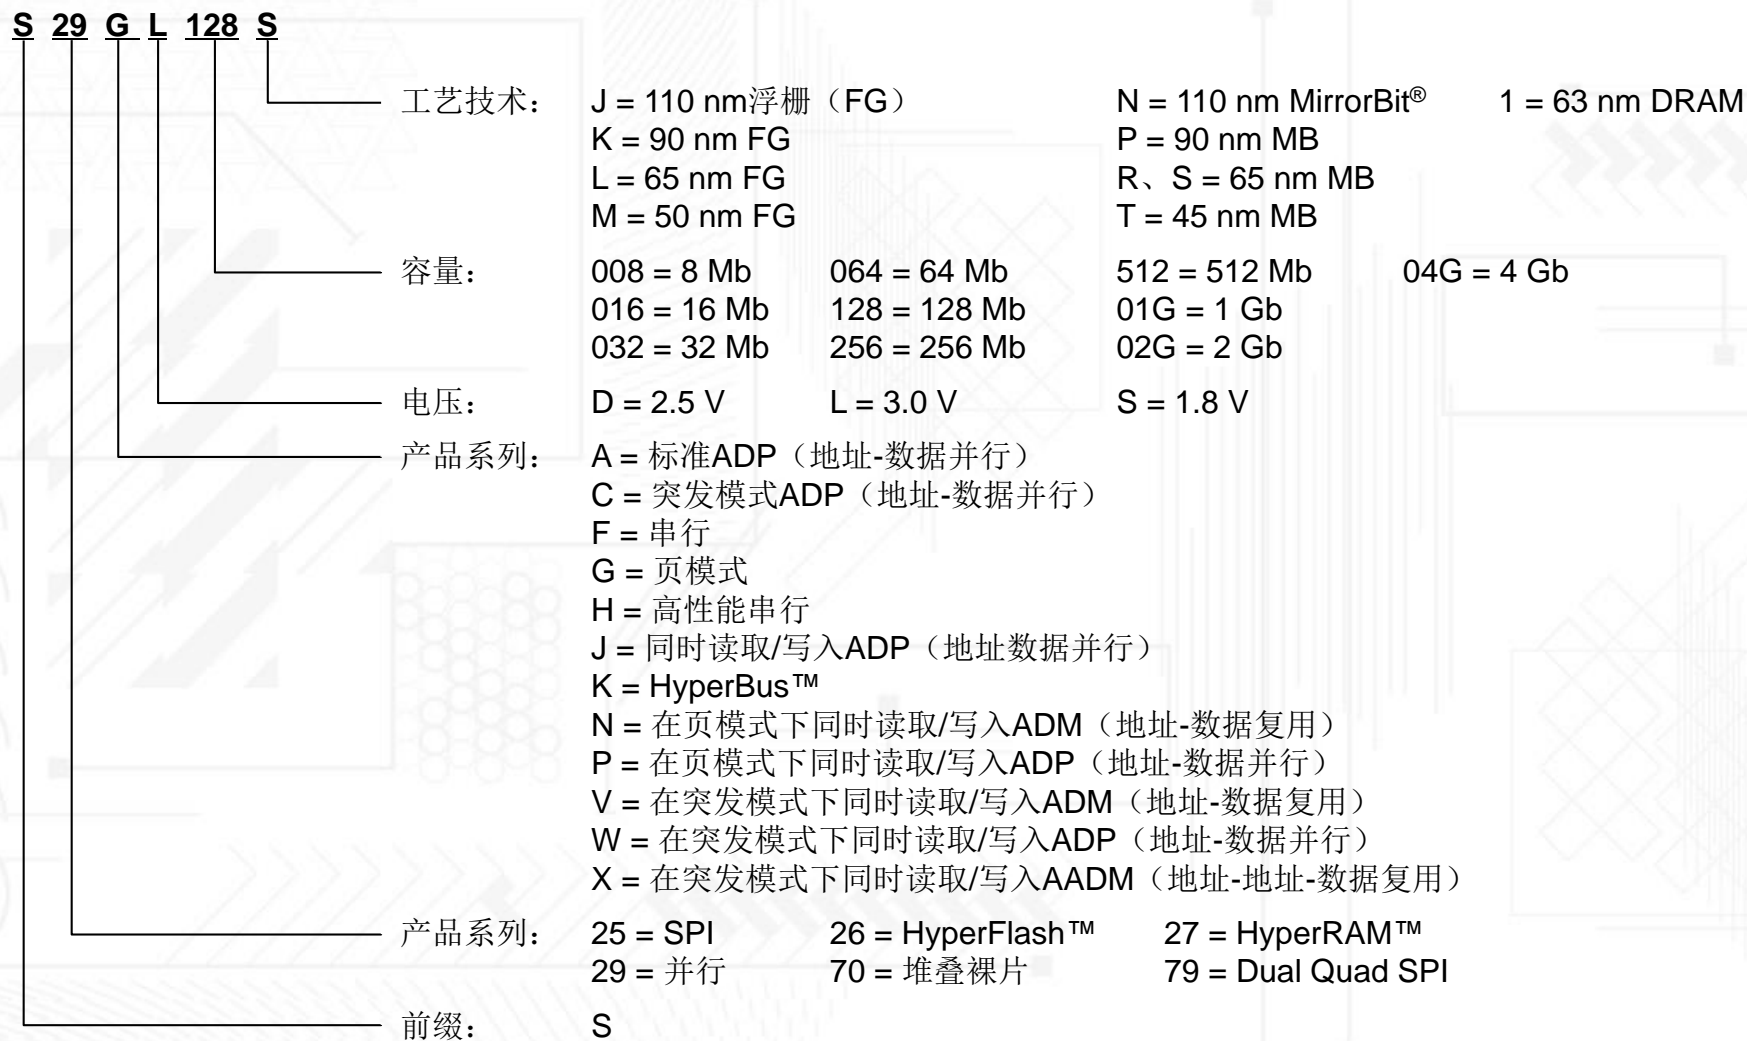 S 29 G L 128 S
工艺技术： J = 110 nm浮栅（FG） N = 110 nm MirrorBit® 1 = 63 nm DRAM
K = 90 nm FG P = 90 nm MB
L = 65 nm FG R、S = 65 nm MB
M = 50 nm FG T = 45 nm MB
容量： 008 = 8 Mb 064 = 64 Mb 512 = 512 Mb 04G = 4 Gb
016 = 16 Mb 128 = 128 Mb 01G = 1 Gb
032 = 32 Mb 256 = 256 Mb 02G = 2 Gb
电压： D = 2.5 V L = 3.0 V S = 1.8 V
产品系列： A = 标准ADP（地址-数据并行）
C = 突发模式ADP（地址-数据并行）
F = 串行
G = 页模式
H = 高性能串行
J = 同时读取/写入ADP（地址数据并行）
K = HyperBus™
N = 在页模式下同时读取/写入ADM（地址-数据复用）
P = 在页模式下同时读取/写入ADP（地址-数据并行）
V = 在突发模式下同时读取/写入ADM（地址-数据复用）
W = 在突发模式下同时读取/写入ADP（地址-数据并行）
X = 在突发模式下同时读取/写入AADM（地址-地址-数据复用）
产品系列： 25 = SPI 26 = HyperFlash™ 27 = HyperRAM™
29 = 并行 70 = 堆叠裸片 79 = Dual Quad SPI
前缀： S